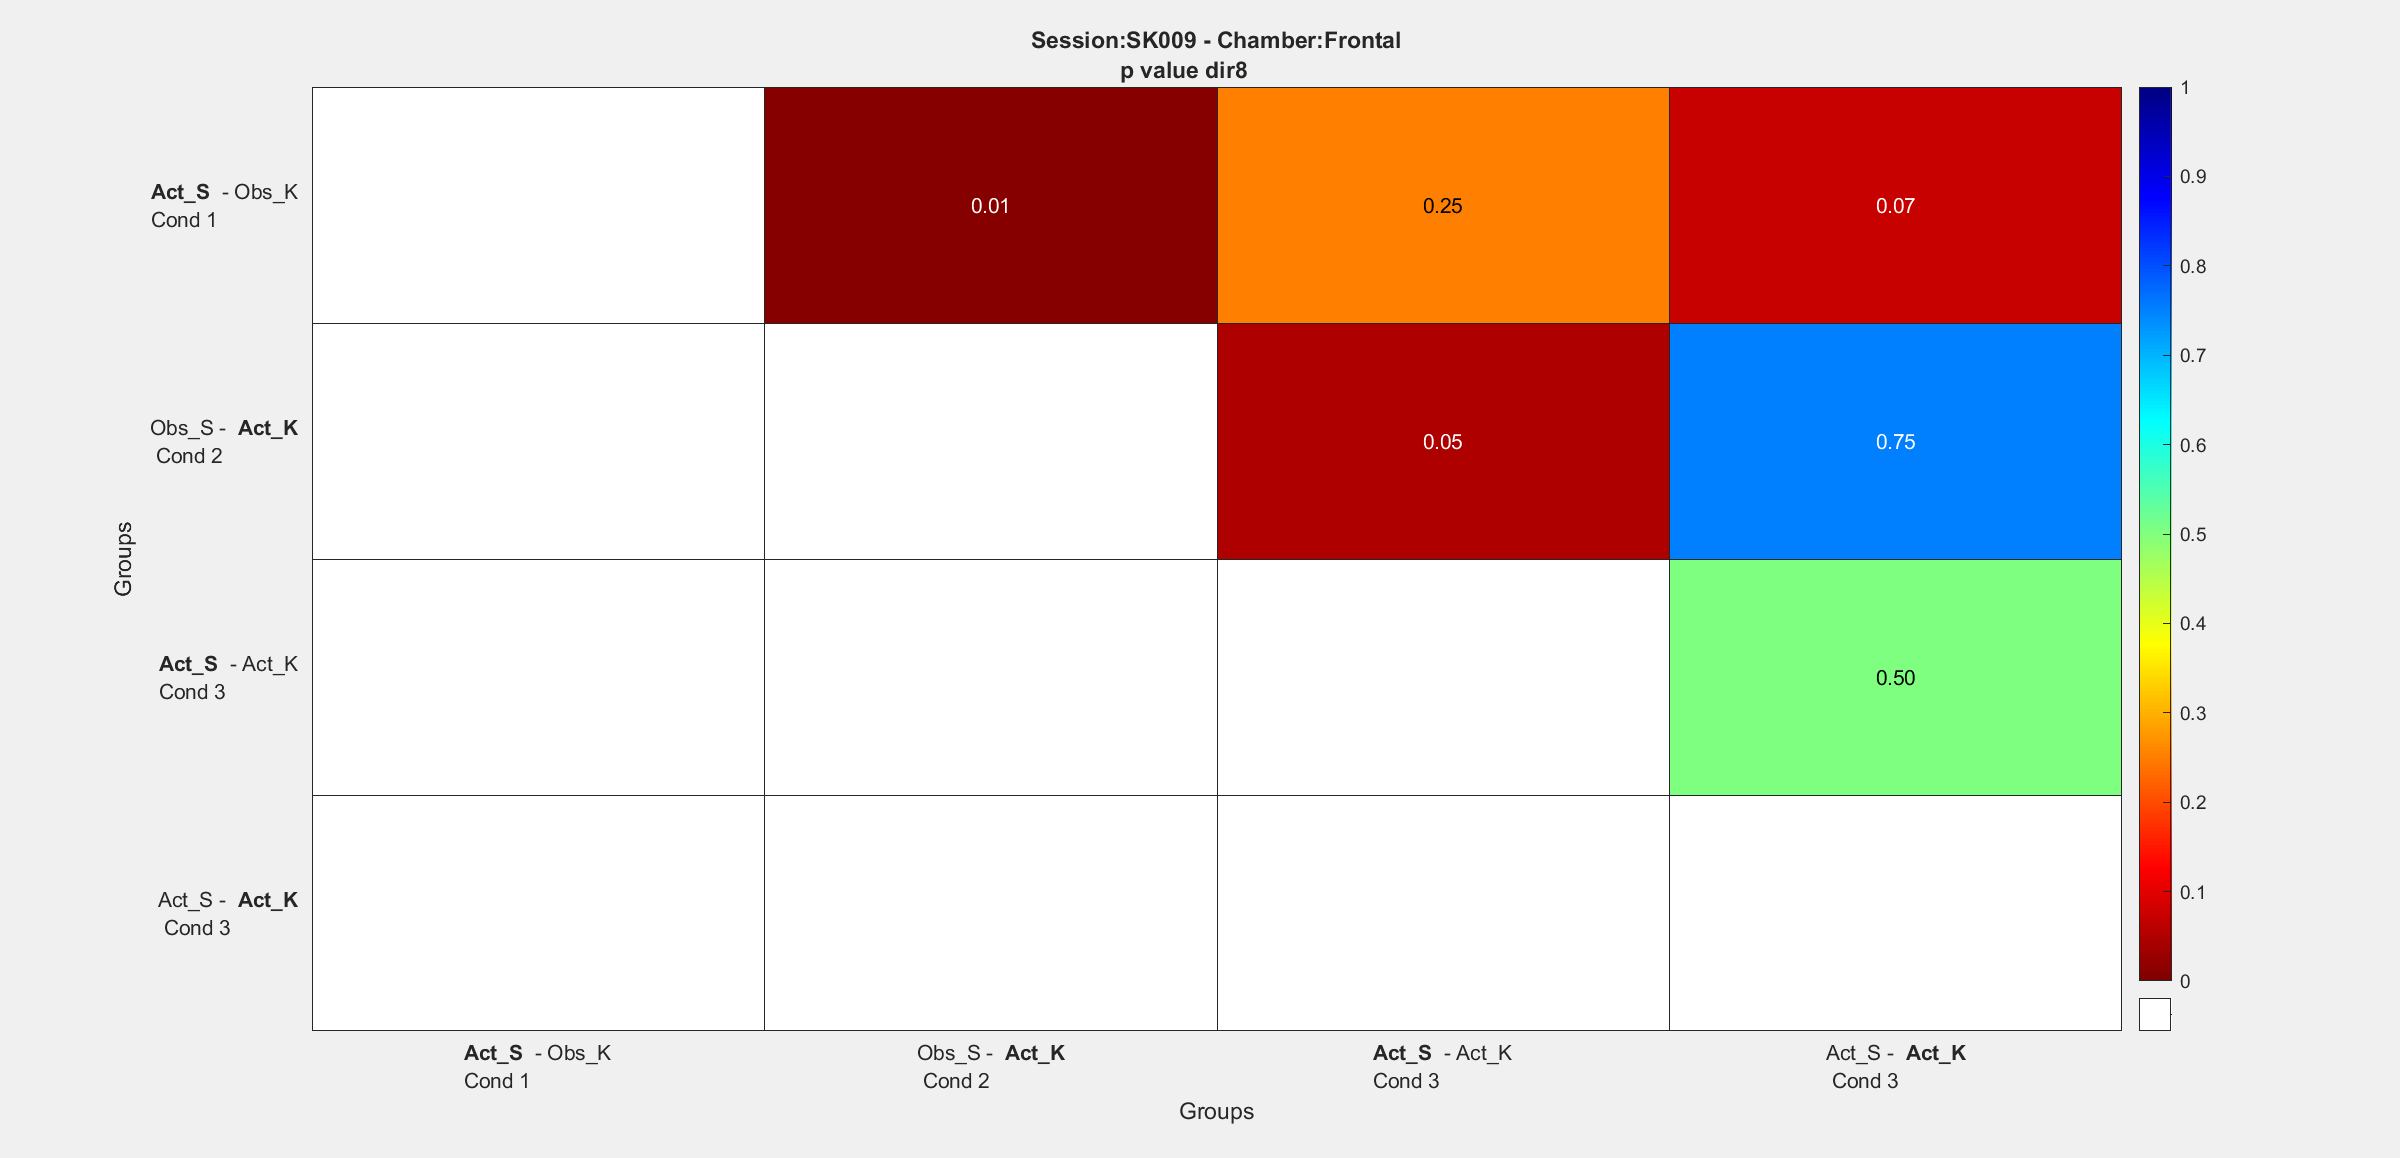 Session:SK009 - Chamber:Frontal
p value dir8
1
0.9
0.8
0.7
0.6
0.5
0.4
0.3
0.2
0.1
0
Act_S - Obs_K
Cond 1
0.01
0.25
0.07
Obs_S - Act_K
Cond 2
0.05
0.75
Groups
Act_S - Act_K
Cond 3
0.50
Act_S - Act_K
Cond 3
Act_S - Obs_K
Cond 1
Obs_S - Act_K
Cond 2
Act_S - Act_K
Cond 3
Act_S - Act_K
Cond 3
Groups